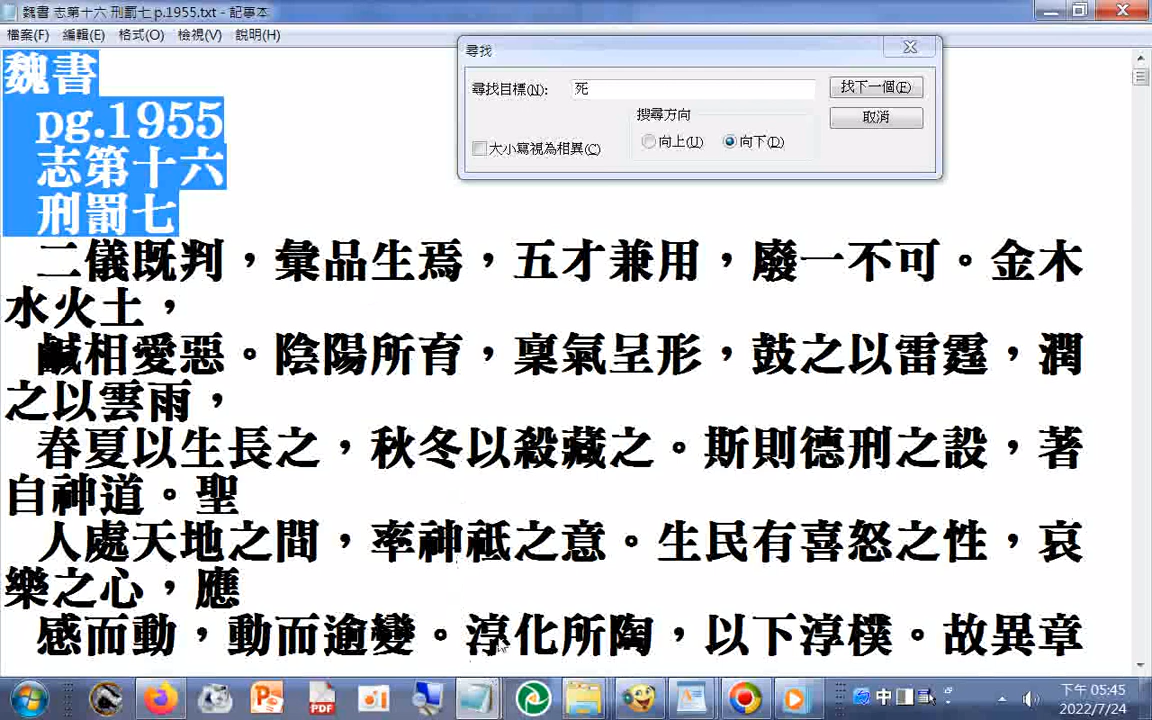 魏書 志第十六 刑罰七 p.1955.txt - 記事本
檔案(F) 編輯(E) 格式(O) 檢視(V) 說明(H)
尋找
尋找目標(N): 死
找下一個(F)
搜尋方向
取消
大小寫視為相異(C)
向上(U) 向下(D)
魏書
pg.1955
志第十六
刑罰七
二儀既判，彙品生焉，五才兼用，廢一不可。金木
水火土，
鹹相愛惡。陰陽所育，稟氣呈形，鼓之以雷霆，潤
之以雲雨，
春夏以生長之，秋冬以殺藏之。斯則德刑之設，著
自神道。聖
人處天地之間，率神祇之意。生民有喜怒之性，哀
樂之心，應
感而動，動而逾變。淳化所陶，以下淳樸。故異章
中
下午 05:45
2022/7/24